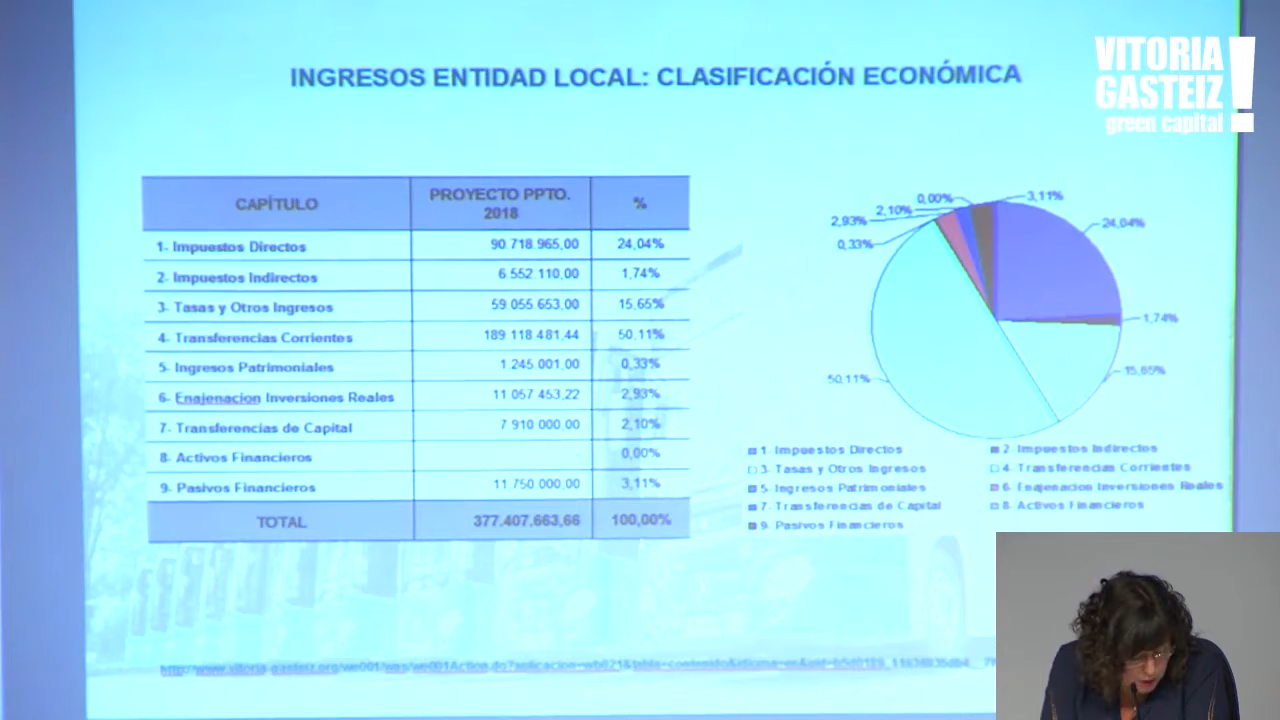 VITORIA
GASTEIZ!
green capital
INGRESOS ENTIDAD LOCAL: CLASIFICACIÓN ECONÓMICA
CAPÍTULO PROYECTO PPTO. 2018 %
1- Impuestos Directos 90.718.965,00 24,04%
2- Impuestos Indirectos 6 552 110,00 1,74%
3- Tasas y Otros Ingresos 59 055 653,00 15,65%
4- Transferencias Corrientes 189 118 481,44 50,11%
5- Ingresos Patrimoniales 1 245.001,00 0,33%
6- Enajenacion Inversiones Reales 11 057 453,22 2,93%
7- Transferencias de Capital 7 910 000,00 2,10%
8- Activos Financieros 0,00%
9- Pasivos Financieros 11.750 000,00 3,11%
TOTAL 377.407.663,66 100,00%
0,00% 3,11%
2,10%
2,93% 24,04%
0,33%
1,74%
50,11% 15,65%
1- Impuestos Directos 2- Impuestos Indirectos
3- Tasas y Otros Ingresos 4- Transferencias Corrientes
5- Ingresos Patrimoniales 6- Enajenacion Inversiones Reales
7- Transferencias de Capital 8- Activos Financieros
9- Pasivos Financieros